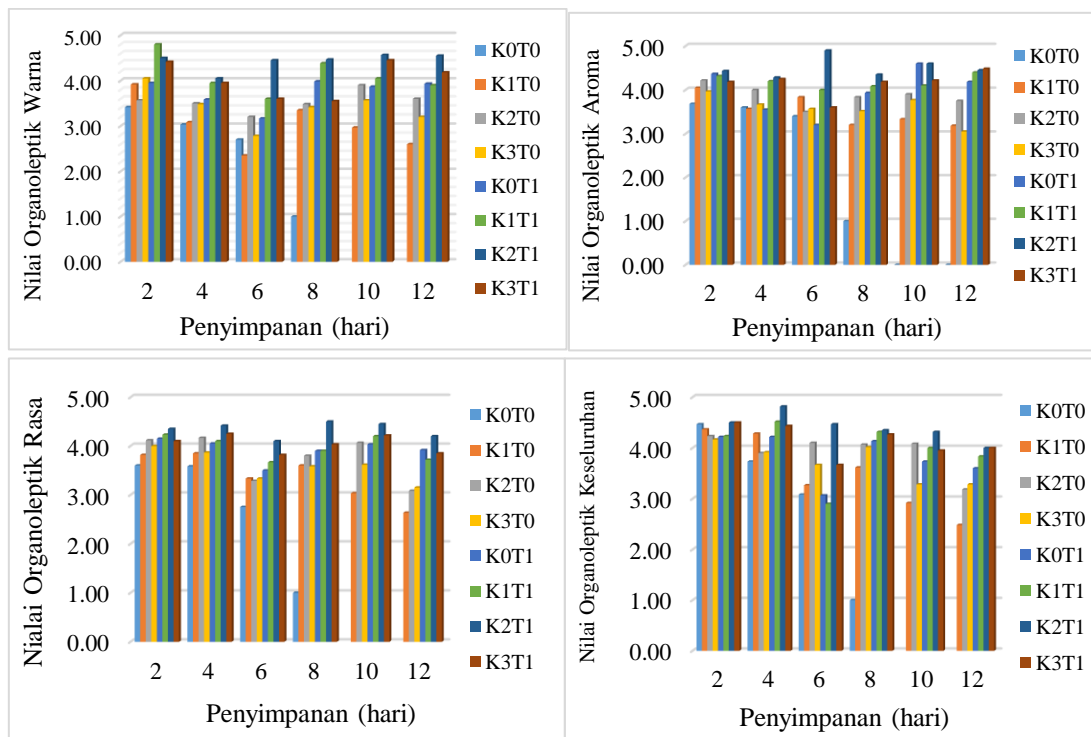 Nilai Organoleptik Warna
5.00
4.00
3.00
2.00
1.00
0.00
2 4 6 8 10 12
Penyimpanan (hari)
K0T0
K1T0
K2T0
K3T0
K0T1
K1T1
K2T1
K3T1
Nilai Organoleptik Aroma
5.00
4.00
3.00
2.00
1.00
0.00
2 4 6 8 10 12
Penyimpanan (hari)
K0T0
K1T0
K2T0
K3T0
K0T1
K1T1
K2T1
K3T1
Nialai Organoleptik Rasa
5.00
4.00
3.00
2.00
1.00
0.00
2 4 6 8 10 12
Penyimpanan (hari)
K0T0
K1T0
K2T0
K3T0
K0T1
K1T1
K2T1
K3T1
Nilai Organoleptik Keseluruhan
5.00
4.00
3.00
2.00
1.00
0.00
2 4 6 8 10 12
Penyimpanan (hari)
K0T0
K1T0
K2T0
K3T0
K0T1
K1T1
K2T1
K3T1